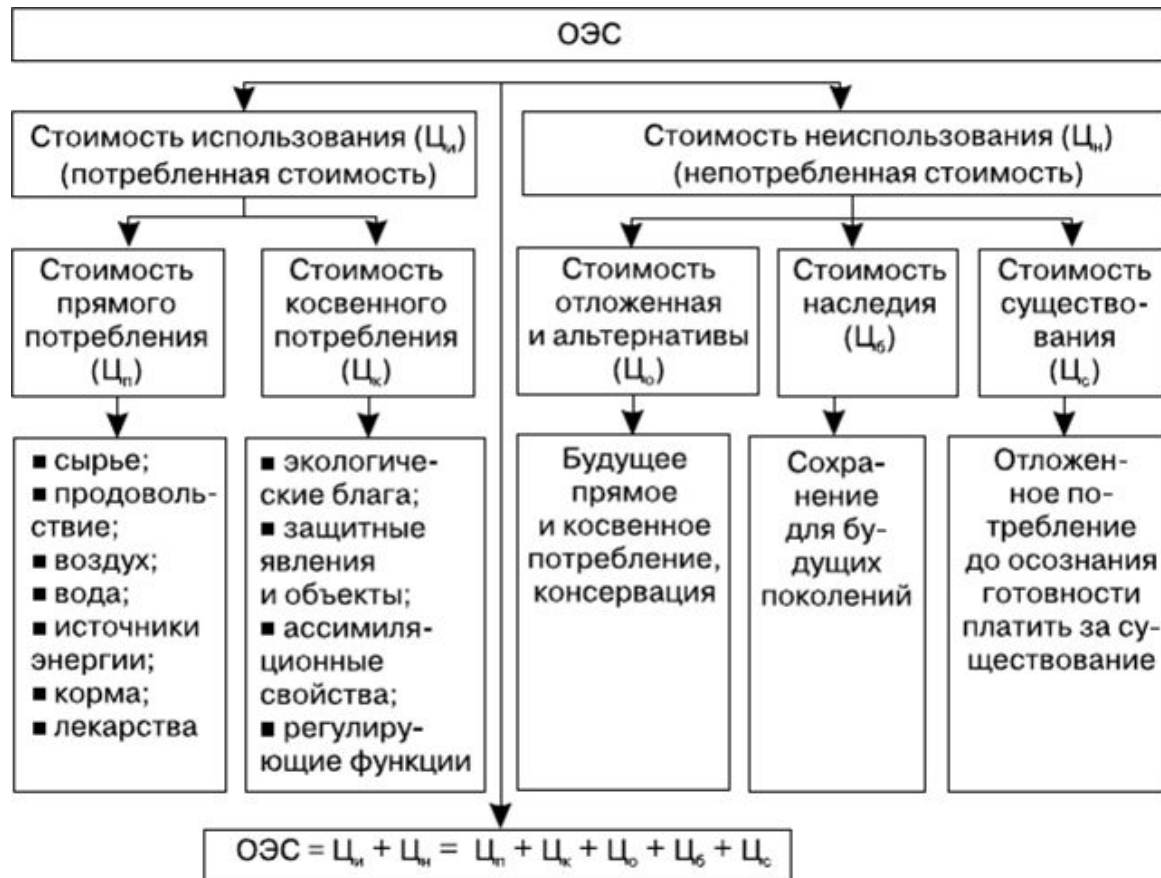 ОЭС
Стоимость использования (Ци)
(потребленная стоимость)
Стоимость неиспользования (Цн)
(непотребленная стоимость)
Стоимость
прямого
потребления
(Цп)
Стоимость
косвенного
потребления
(Цк)
Стоимость
отложенная
и альтернативы
(Цо)
Стоимость
наследия
(Цб)
Стоимость
существо-
вания
(Цс)
■ сырье;
■ продоволь-
ствие;
■ воздух;
■ вода;
■ источники
энергии;
■ корма;
■ лекарства
■ экологиче-
ские блага;
■ защитные
явления
и объекты;
■ ассимиля-
ционные
свойства;
■ регулиру-
ющие функции
Будущее
прямое
и косвенное
потребление,
консервация
Сохра-
нение
для бу-
дущих
поколений
Отложен-
ное по-
требление
до осознания
готовности
платить за су-
ществование
ОЭС = Ци + Цн = Цп + Цк + Цо + Цб + Цс